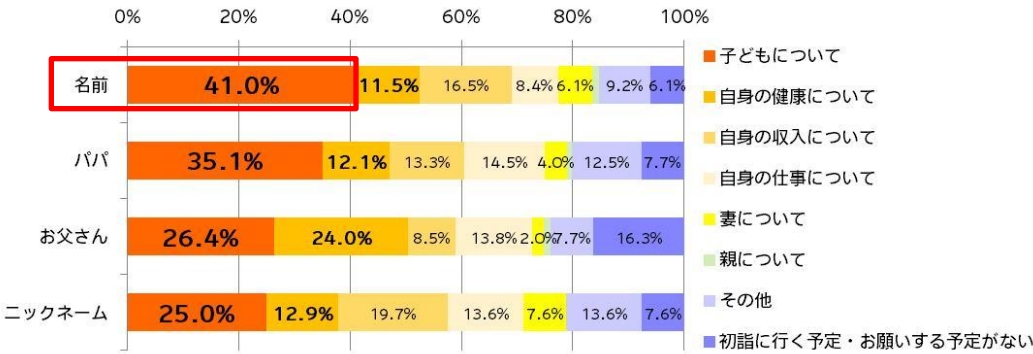 0% 20% 40% 60% 80% 100%
名前 41.0% 11.5% 16.5% 8.4% 6.1% 9.2% 6.1%
パパ 35.1% 12.1% 13.3% 14.5% 4.0% 12.5% 7.7%
お父さん 26.4% 24.0% 8.5% 13.8% 2.0% 7.7% 16.3%
ニックネーム 25.0% 12.9% 19.7% 13.6% 7.6% 13.6% 7.6%
子どもについて
自身の健康について
自身の収入について
自身の仕事について
妻について
親について
その他
初詣に行く予定・お願いする予定がない